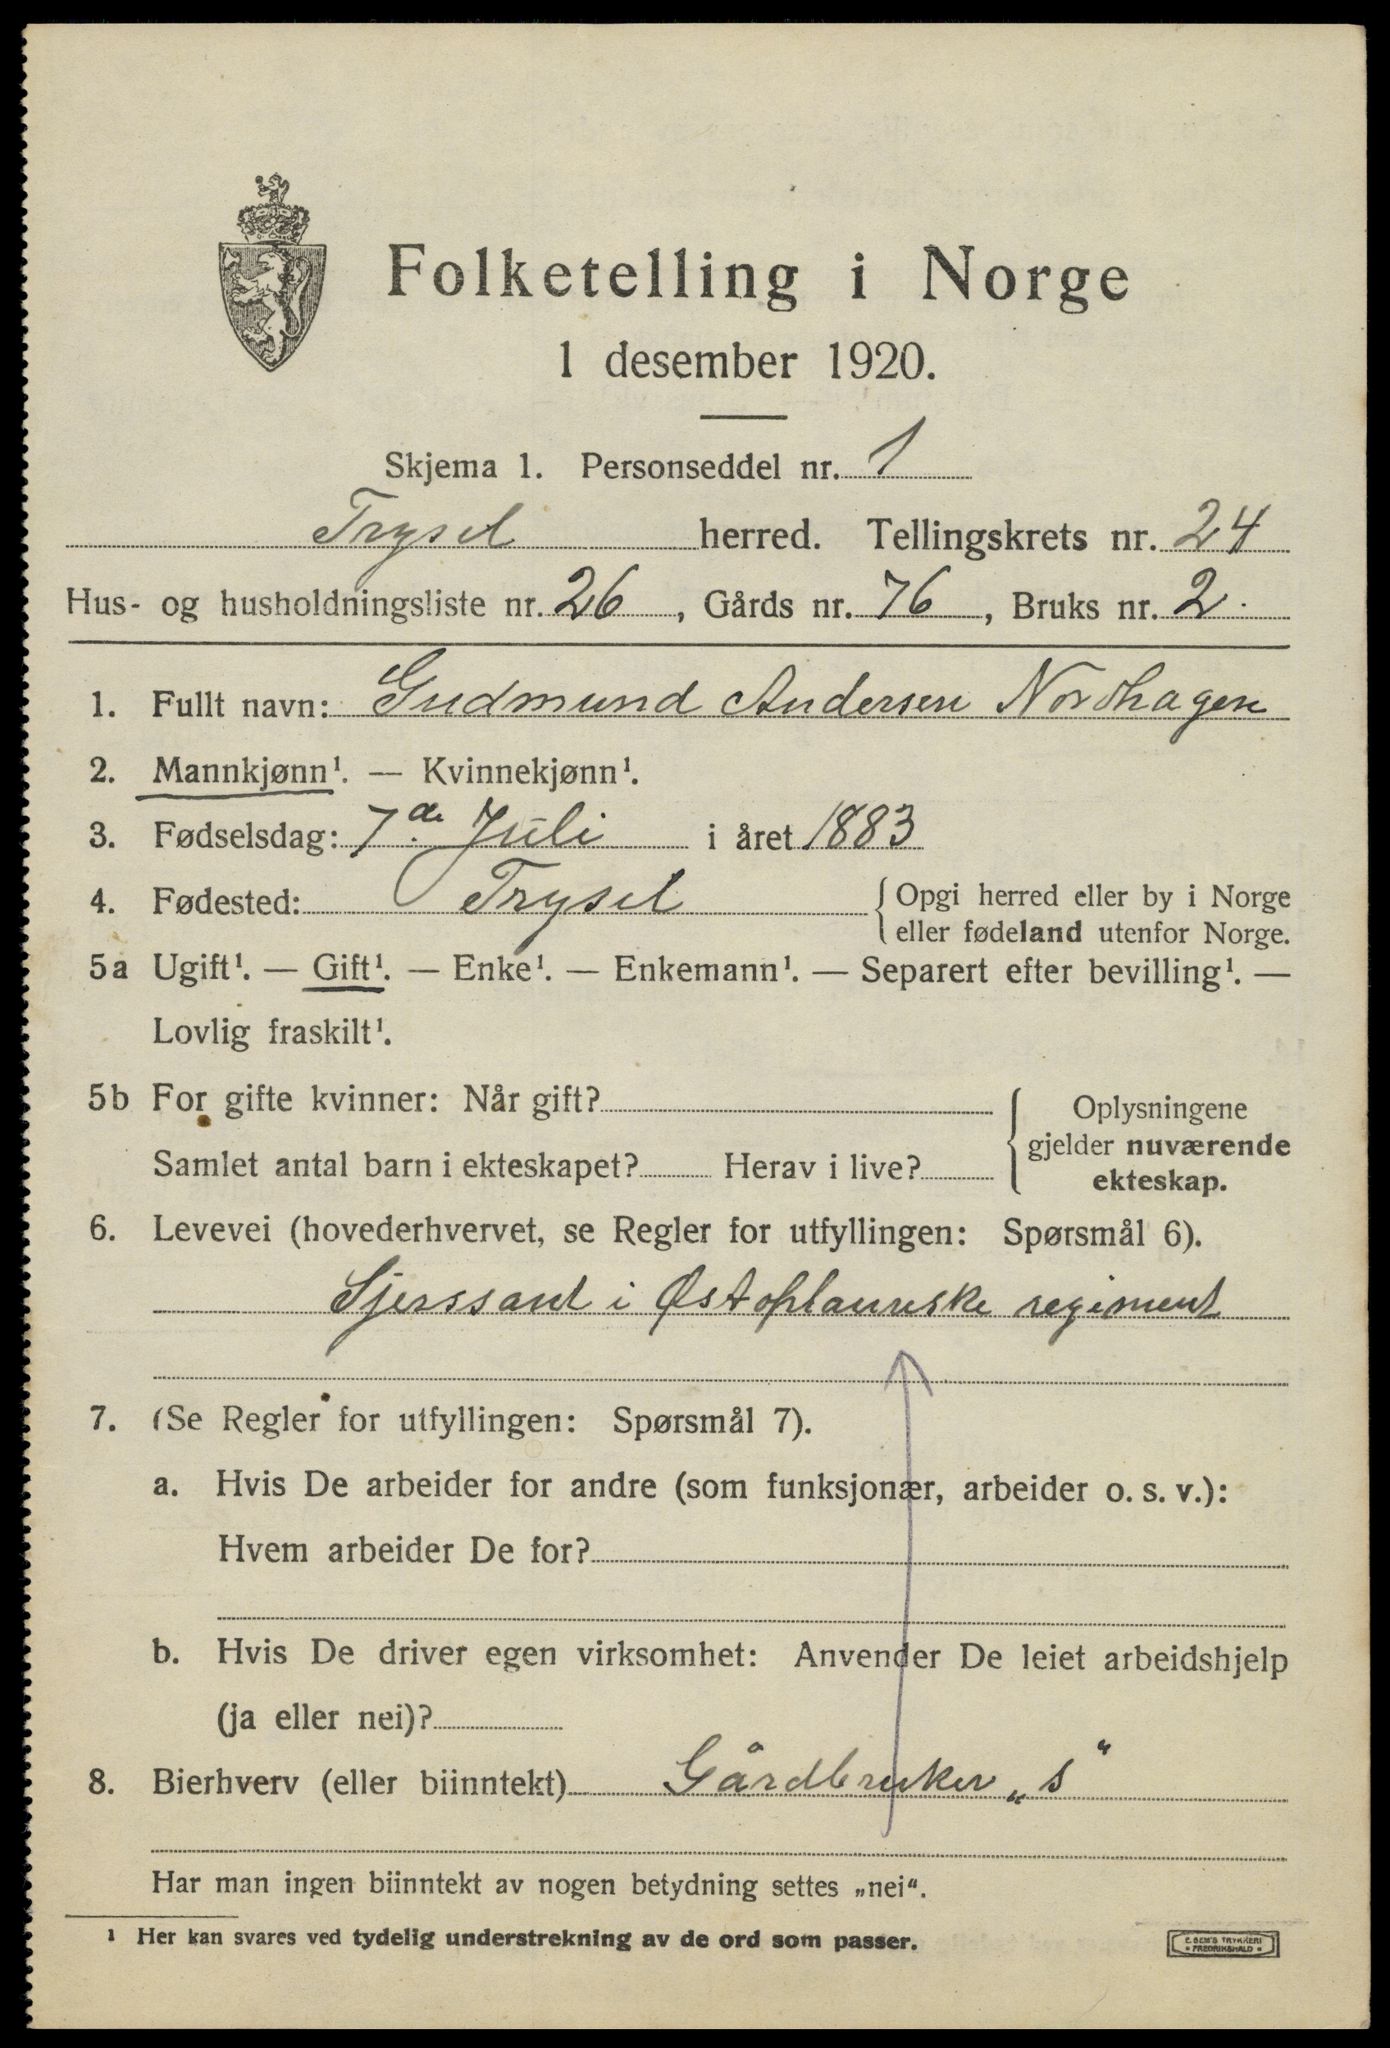 Folketelling i Norge
1 desember 1920.
Skjema 1. Personseddel nr. 1
Trysil herred. Tellingskrets nr. 24
Hus- og husholdningsliste nr. 26, Gårds nr. 76, Bruks nr. 2.
1. Fullt navn: Gudmund Andersen Nordhagen
2. Mannkjønn¹. — Kvinnekjønn¹.
3. Fødselsdag: 7de Juli i året 1883
4. Fødested: Trysil { Opgi herred eller by i Norge
eller fødeland utenfor Norge.
5a Ugift¹. — Gift¹. — Enke¹. — Enkemann¹. — Separert efter bevilling¹. —
Lovlig fraskilt¹.
5b For gifte kvinner: Når gift?
Samlet antal barn i ekteskapet? Herav i live?
{ Oplysningene
gjelder nuværende
ekteskap.
6. Levevei (hovederhvervet, se Regler for utfyllingen: Spørsmål 6).
Sjerssant i Østoplanske regiment
7. (Se Regler for utfyllingen: Spørsmål 7).
a. Hvis De arbeider for andre (som funksjonær, arbeider o. s. v.):
Hvem arbeider De for?
b. Hvis De driver egen virksomhet: Anvender De leiet arbeidshjelp
(ja eller nei)?
8. Bierhverv (eller biinntekt) Gårdbruker „s"
Har man ingen biinntekt av nogen betydning settes „nei".
¹ Her kan svares ved tydelig understrekning av de ord som passer.
E. SEM'S TRYKKERI
FREDRIKSHALD